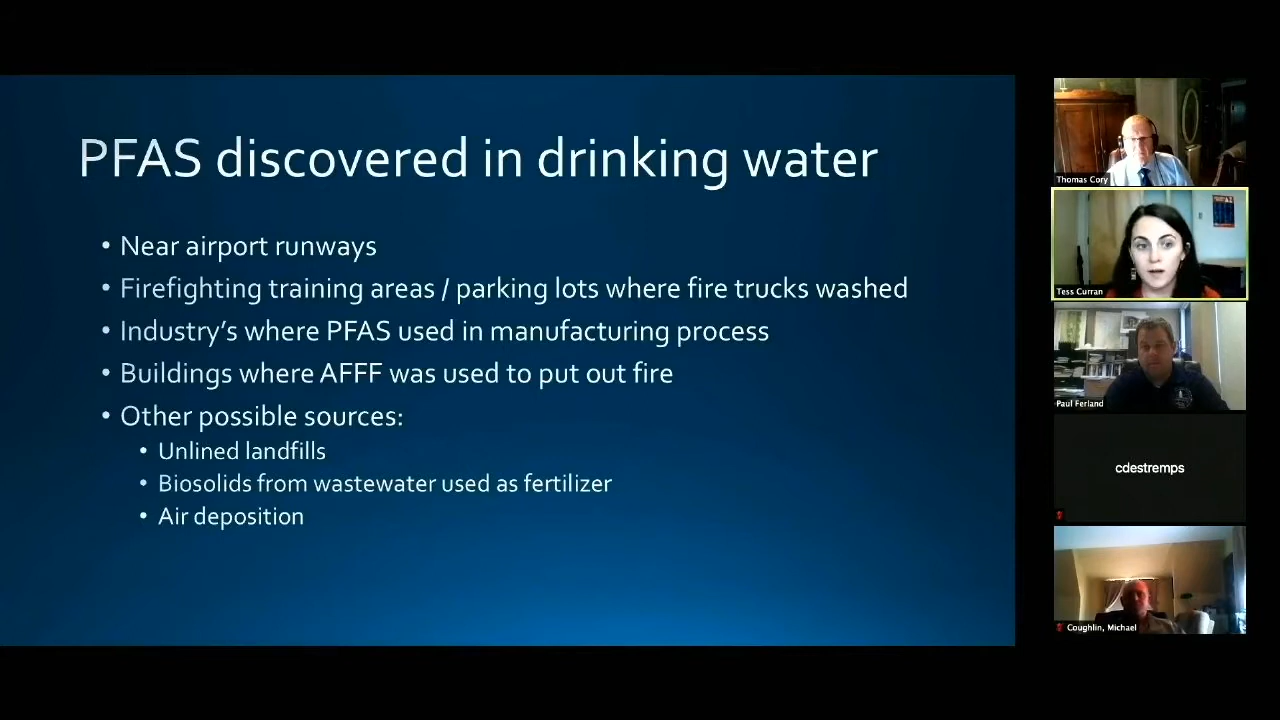 PFAS discovered in drinking water
• Near airport runways
• Firefighting training areas / parking lots where fire trucks washed
• Industry's where PFAS used in manufacturing process
• Buildings where AFFF was used to put out fire
• Other possible sources:
• Unlined landfills
• Biosolids from wastewater used as fertilizer
• Air deposition
Thomas Cory
Tess Curran
Paul Ferland
cdestremps
Coughlin, Michael